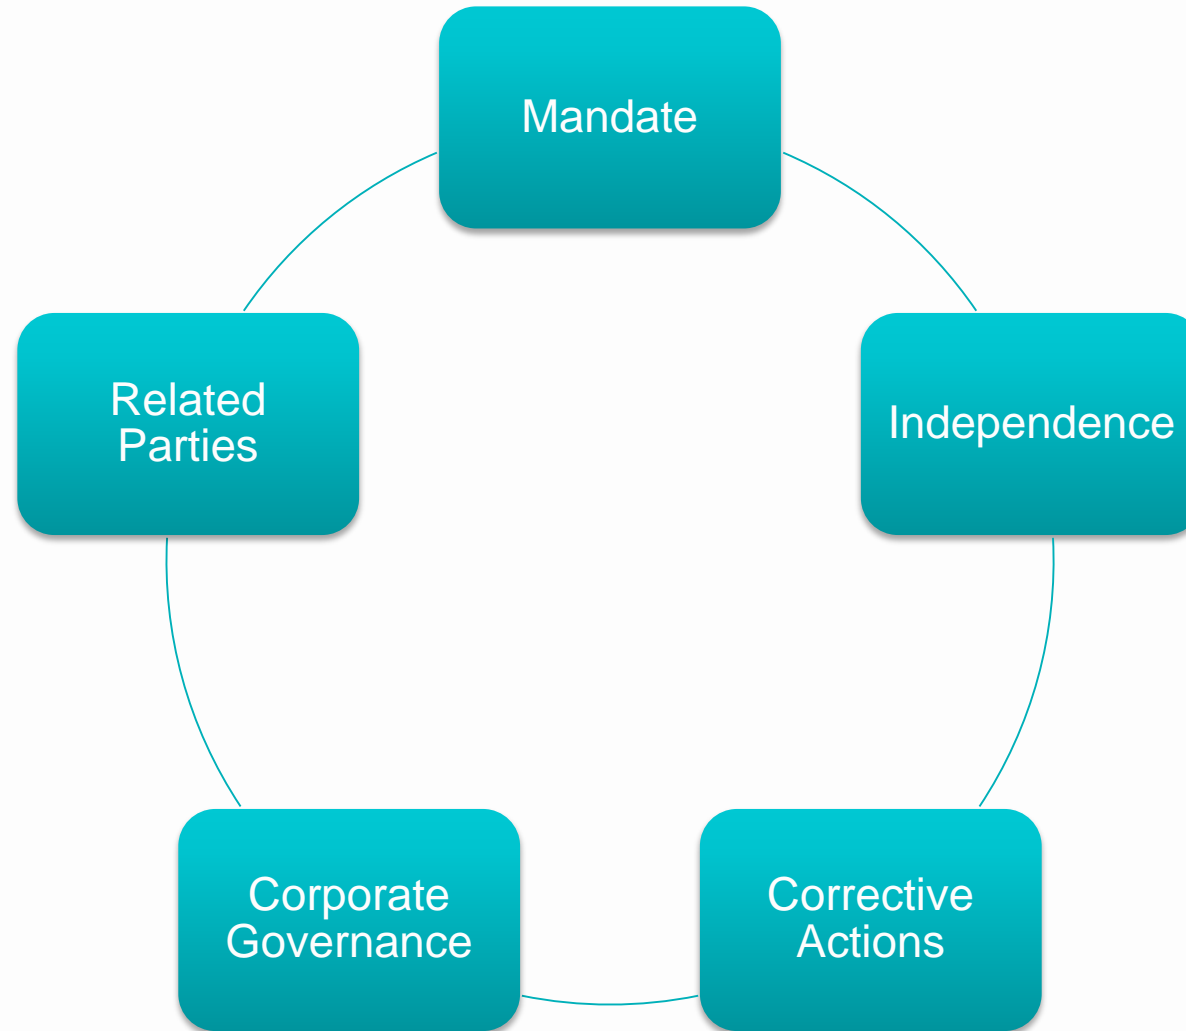 Mandate
Independence
Corrective
Actions
Corporate
Governance
Related
Parties